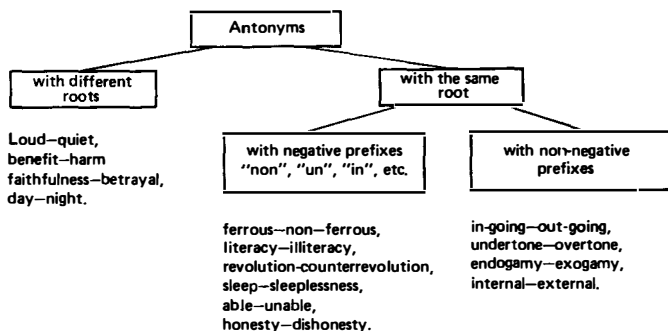 Antonyms
with different
roots
with the same
root
Loud—quiet,
benefit—harm
faithfulness—betrayal,
day—night.
with negative prefixes
“non”, “un”, “in”, etc.
with non-negative
prefixes
ferrous—non—ferrous,
literacy—illiteracy,
revolution-counterrevolution,
sleep—sleeplessness,
able—unable,
honesty—dishonesty.
in-going—out-going,
undertone—overtone,
endogamy—exogamy,
internal—external.